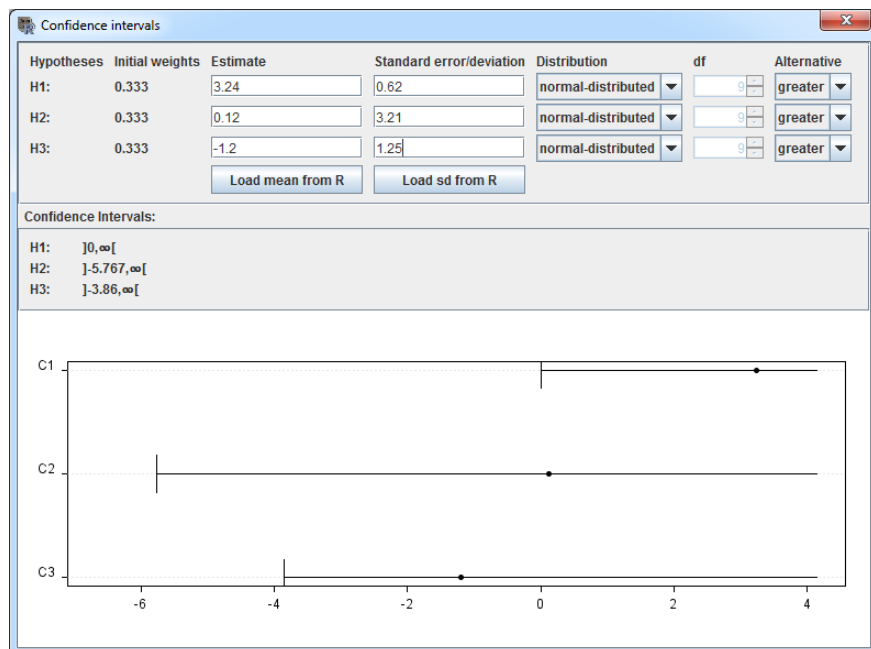 Confidence intervals
Hypotheses Initial weights Estimate Standard error/deviation Distribution df Alternative
H1: 0.333 3.24 0.62 normal-distributed 9 greater
H2: 0.333 0.12 3.21 normal-distributed 9 greater
H3: 0.333 -1.2 1.25 normal-distributed 9 greater
Load mean from R Load sd from R
Confidence Intervals:
H1: ]0,∞[
H2: ]-5.767,∞[
H3: ]-3.86,∞[
C1
C2
C3
-6 -4 -2 0 2 4